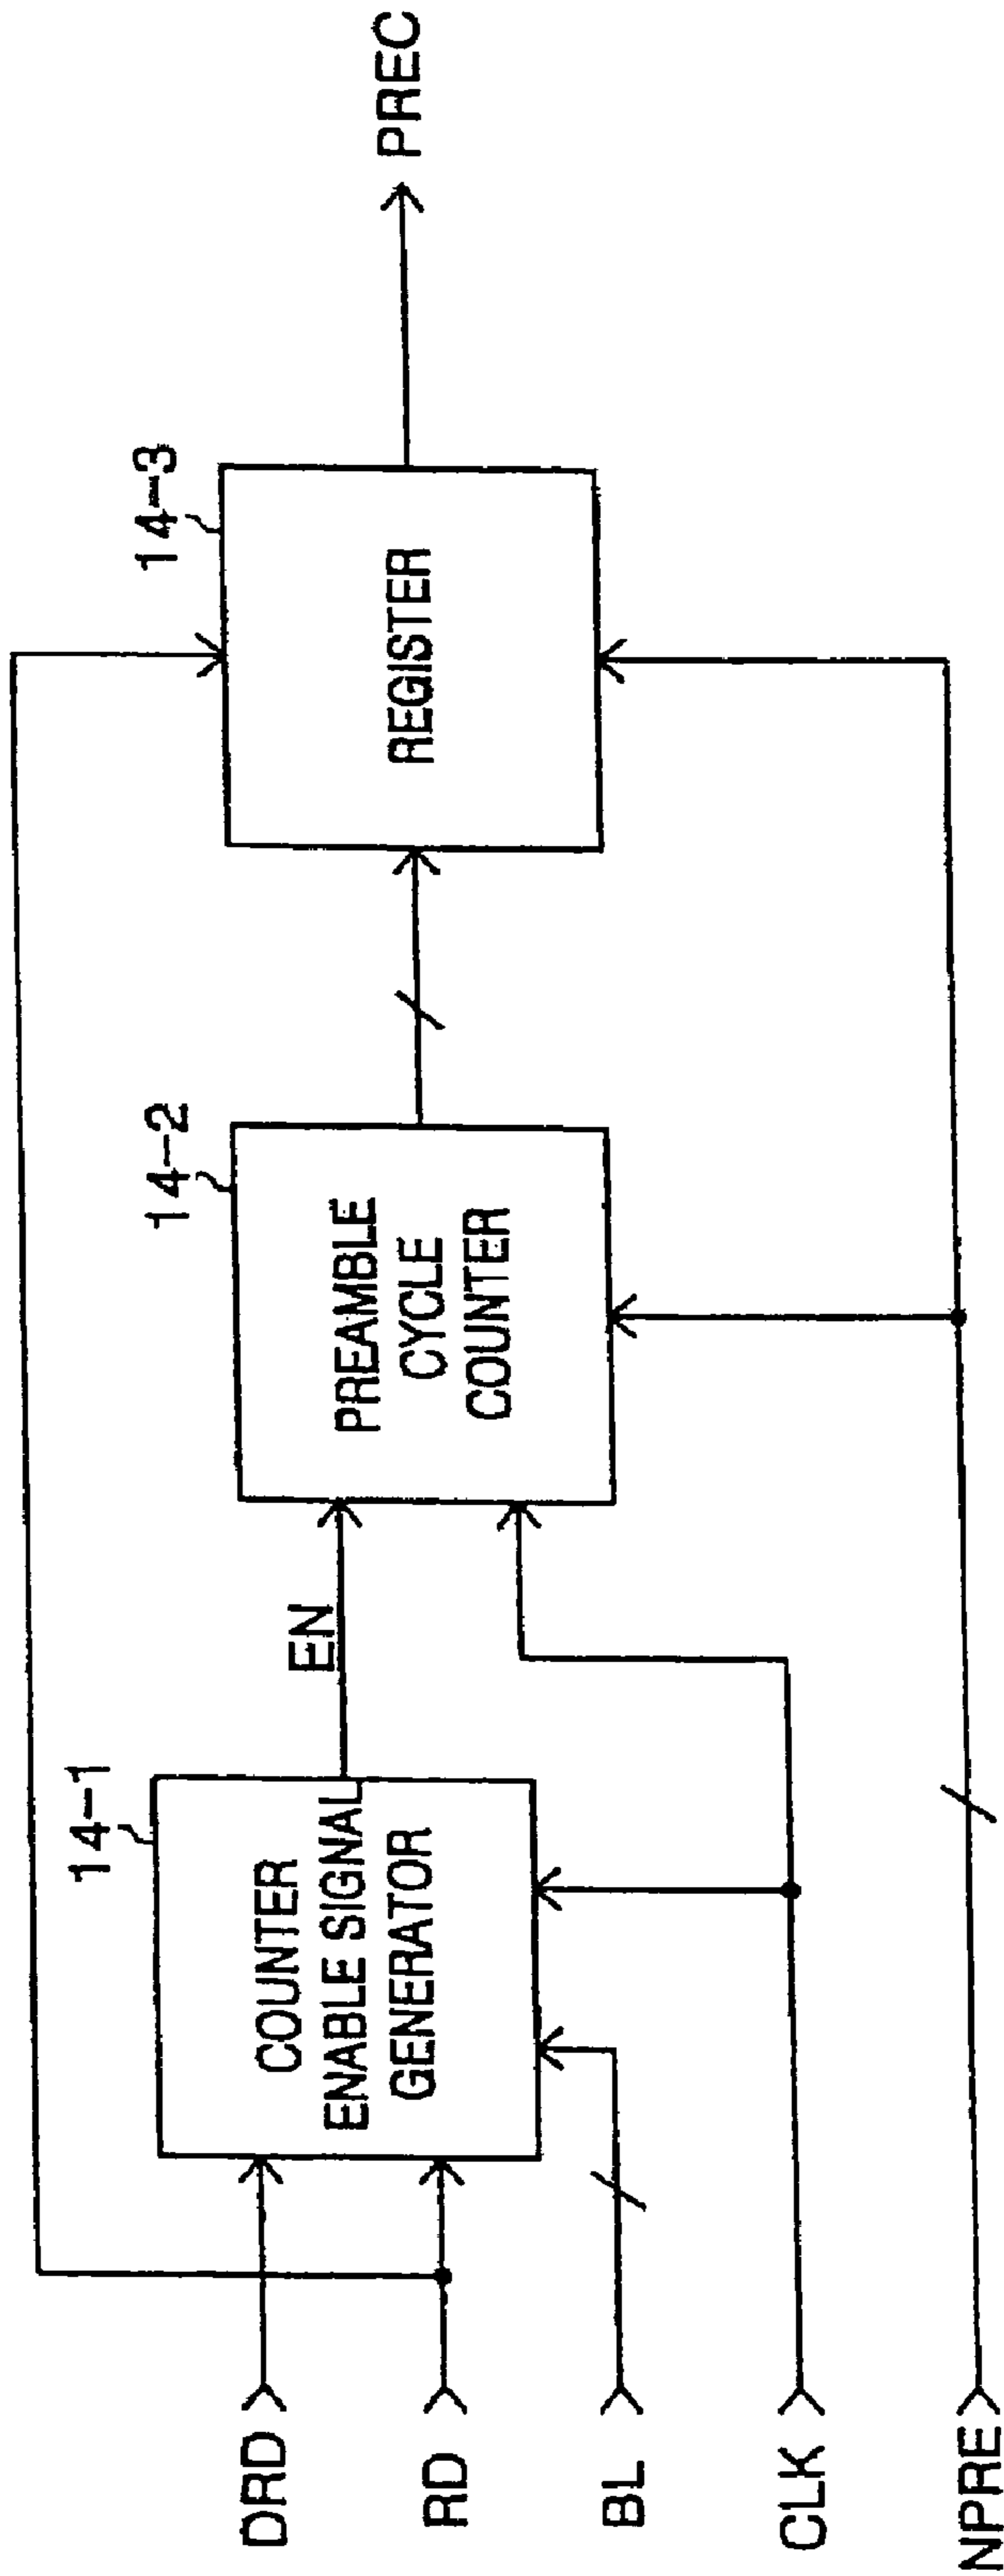 DRD
RD
BL
CLK
NPRE
14-1
COUNTER
ENABLE SIGNAL
GENERATOR
EN
14-2
PREAMBLE
CYCLE
COUNTER
14-3
REGISTER
PREC